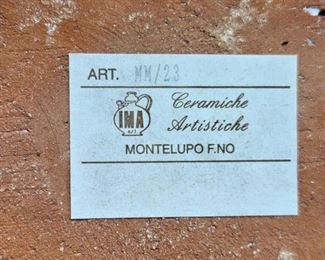 ART. MM/23
IMA
s.r.l
Ceramiche
Artistiche
MONTELUPO F.NO